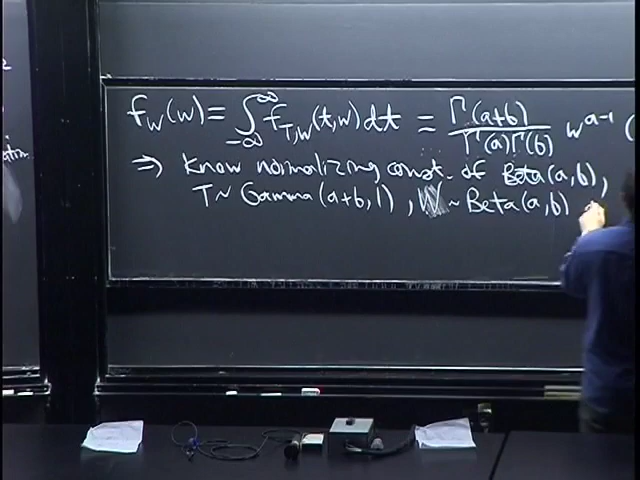 f_W(w) = ∫_{-∞}^{∞} f_{T,W}(t,w) dt = Γ(a+b) / Γ(a)Γ(b) w^{a-1} (
⇒ know normalizing const. of Beta(a,b),
T ~ Gamma(a+b,1), W ~ Beta(a,b)